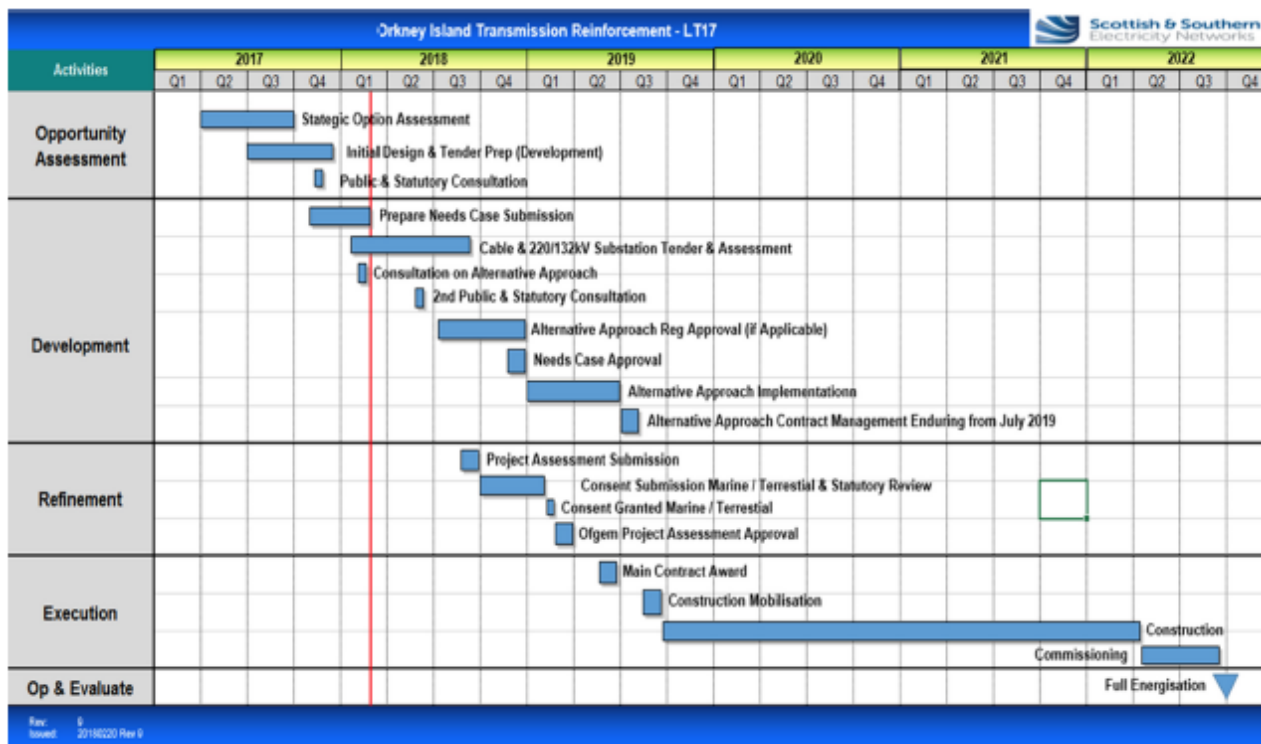 Orkney Island Transmission Reinforcement - LT17
Scottish & Southern
Electricity Networks
Activities
2017 2018 2019 2020 2021 2022
Q1 Q2 Q3 Q4 Q1 Q2 Q3 Q4 Q1 Q2 Q3 Q4 Q1 Q2 Q3 Q4 Q1 Q2 Q3 Q4 Q1 Q2 Q3 Q4
Opportunity
Assessment
Stategic Option Assessment
Initial Design & Tender Prep (Development)
Public & Statutory Consultation
Development
Prepare Needs Case Submission
Cable & 220/132kV Substation Tender & Assessment
Consultation on Alternative Approach
2nd Public & Statutory Consultation
Alternative Approach Reg Approval (if Applicable)
Needs Case Approval
Alternative Approach Implementationn
Alternative Approach Contract Management Enduring from July 2019
Refinement
Project Assessment Submission
Consent Submission Marine / Terrestial & Statutory Review
Consent Granted Marine / Terrestial
Ofgem Project Assessment Approval
Execution
Main Contract Award
Construction Mobilisation
Construction
Commissioning
Op & Evaluate
Full Energisation
Rev: 9
Issued: 20180220 Rev 9